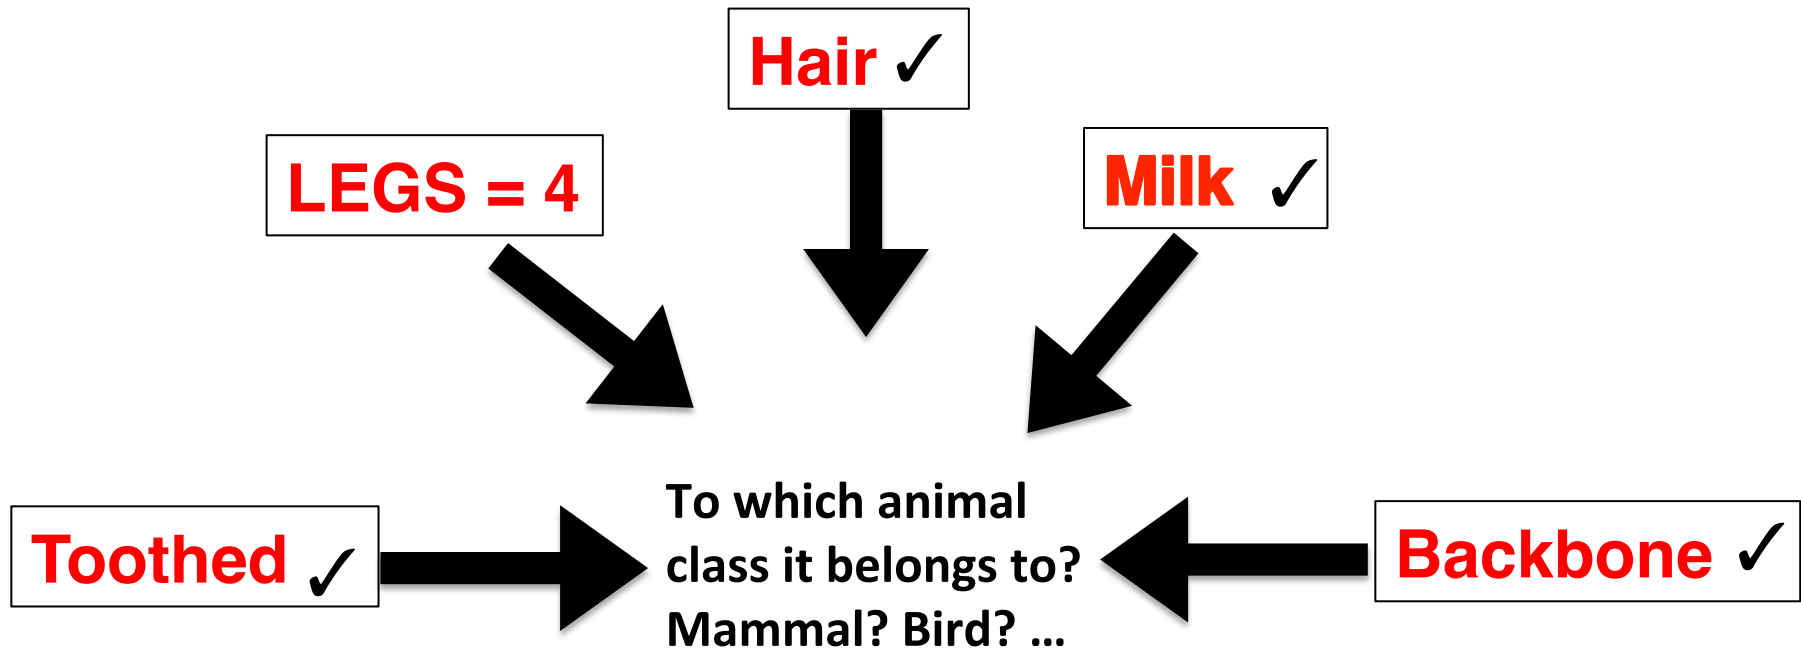 Hair ✓
LEGS = 4
Milk ✓
Toothed ✓
To which animal
class it belongs to?
Mammal? Bird? ...
Backbone ✓